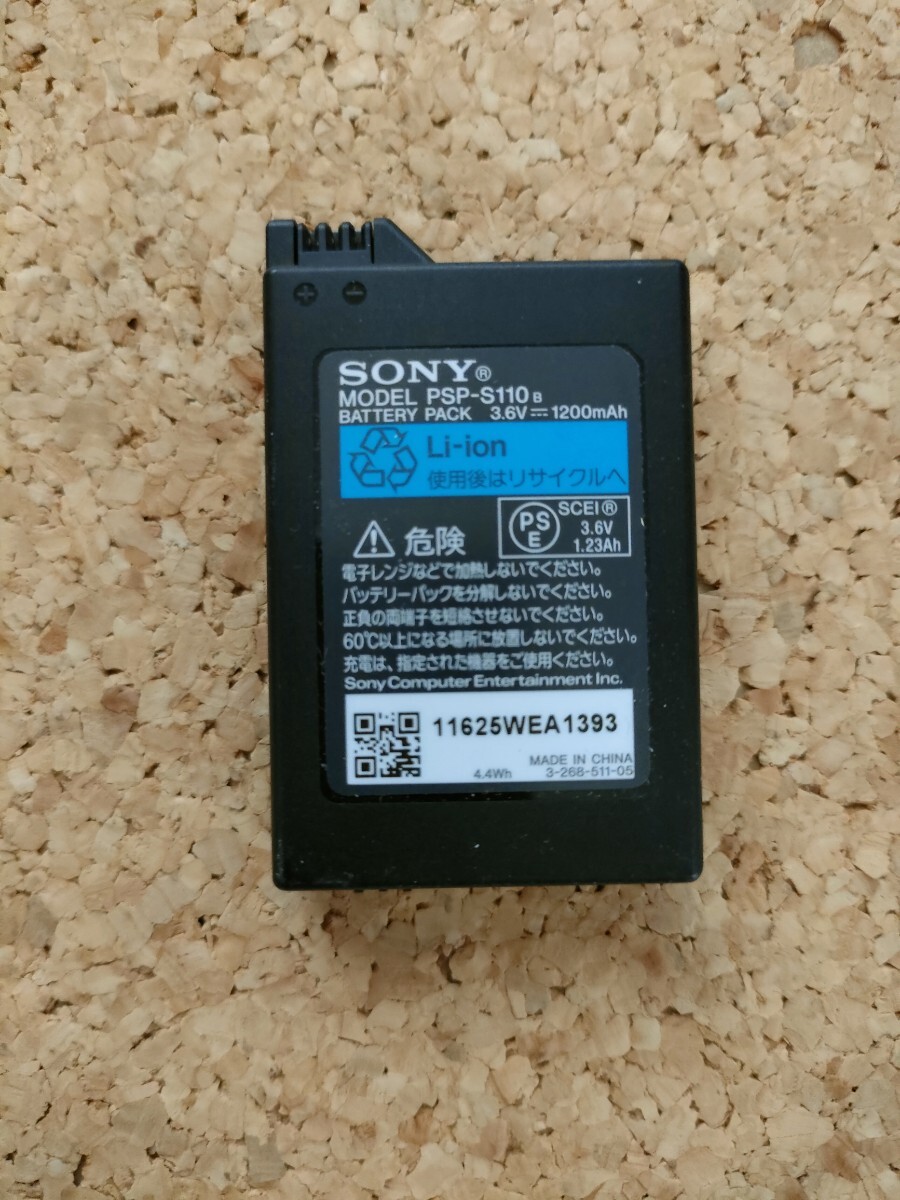 + −
SONY®
MODEL PSP-S110 B
BATTERY PACK 3.6V⎓1200mAh
Li-ion
使用後はリサイクルへ
PS E
SCEI®
3.6V
1.23Ah
危険
電子レンジなどで加熱しないでください。
バッテリーパックを分解しないでください。
正負の両端子を短絡させないでください。
60℃以上になる場所に放置しないでください。
充電は、指定された機器をご使用ください。
Sony Computer Entertainment Inc.
11625WEA1393
MADE IN CHINA
4.4Wh 3-268-511-05